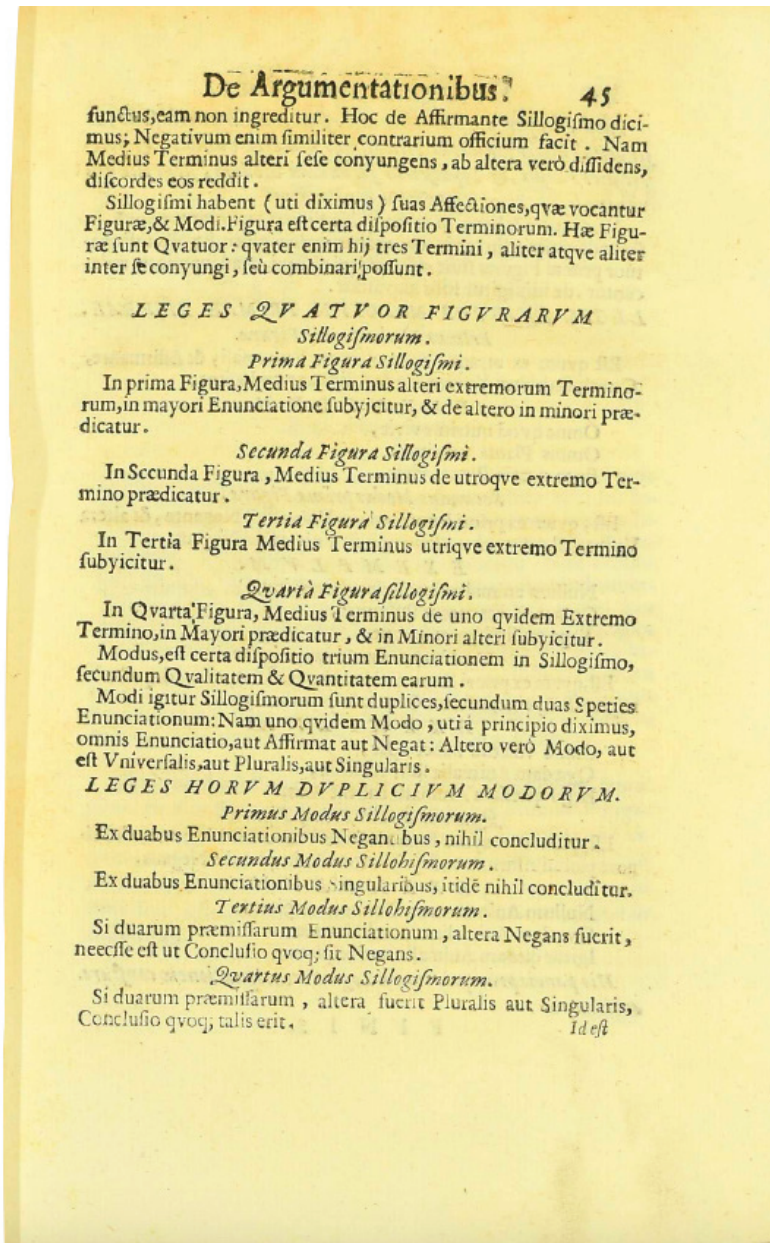 De Argumentationibus. 45
functus,eam non ingreditur. Hoc de Affirmante Sillogiſmo dici-
mus; Negativum enim ſimiliter contrarium officium facit. Nam
Medius Terminus alteri ſeſe conyungens, ab altera verò diſſidens,
diſcordes eos reddit.
Sillogiſmi habent (uti diximus) ſuas Affectiones,qvæ vocantur
Figuræ,& Modi.Figura eſt certa diſpoſitio Terminorum. Hæ Figu-
ræ ſunt Qvatuor: qvater enim hij tres Termini, aliter atqve aliter
inter ſe conyungi, ſeù combinari poſſunt.
LEGES QVATVOR FIGVRARVM
Sillogiſmorum.
Prima Figura Sillogiſmi.
In prima Figura,Medius Terminus alteri extremorum Termino-
rum,in mayori Enunciatione ſubyjcitur, & de altero in minori præ-
dicatur.
Secunda Figura Sillogiſmi.
In Secunda Figura, Medius Terminus de utroqve extremo Ter-
mino prædicatur.
Tertia Figura Sillogiſmi.
In Tertia Figura Medius Terminus utriqve extremo Termino
ſubyicitur.
Qvarta Figura ſillogiſmi.
In Qvarta Figura, Medius Terminus de uno qvidem Extremo
Termino,in Mayori prædicatur, & in Minori alteri ſubyicitur.
Modus,eſt certa diſpoſitio trium Enunciationem in Sillogiſmo,
ſecundum Qvalitatem & Qvantitatem earum.
Modi igitur Sillogiſmorum ſunt duplices,ſecundum duas Speties
Enunciationum: Nam uno qvidem Modo, uti à principio diximus,
omnis Enunciatio,aut Affirmat aut Negat: Altero verò Modo, aut
eſt Vniverſalis,aut Pluralis,aut Singularis.
LEGES HORVM DVPLICIVM MODORVM.
Primus Modus Sillogiſmorum.
Ex duabus Enunciationibus Negantibus, nihil concluditur.
Secundus Modus Sillohiſmorum.
Ex duabus Enunciationibus Singularibus, itidē nihil concluditur.
Tertius Modus Sillohiſmorum.
Si duarum præmiſſarum Enunciationum, altera Negans fuerit,
neecſſe eſt ut Concluſio qvoq; ſit Negans.
Qvartus Modus Sillogiſmorum.
Si duarum præmiſſarum, altera fuerit Pluralis aut Singularis,
Concluſio qvoq; talis erit.
Id eſt